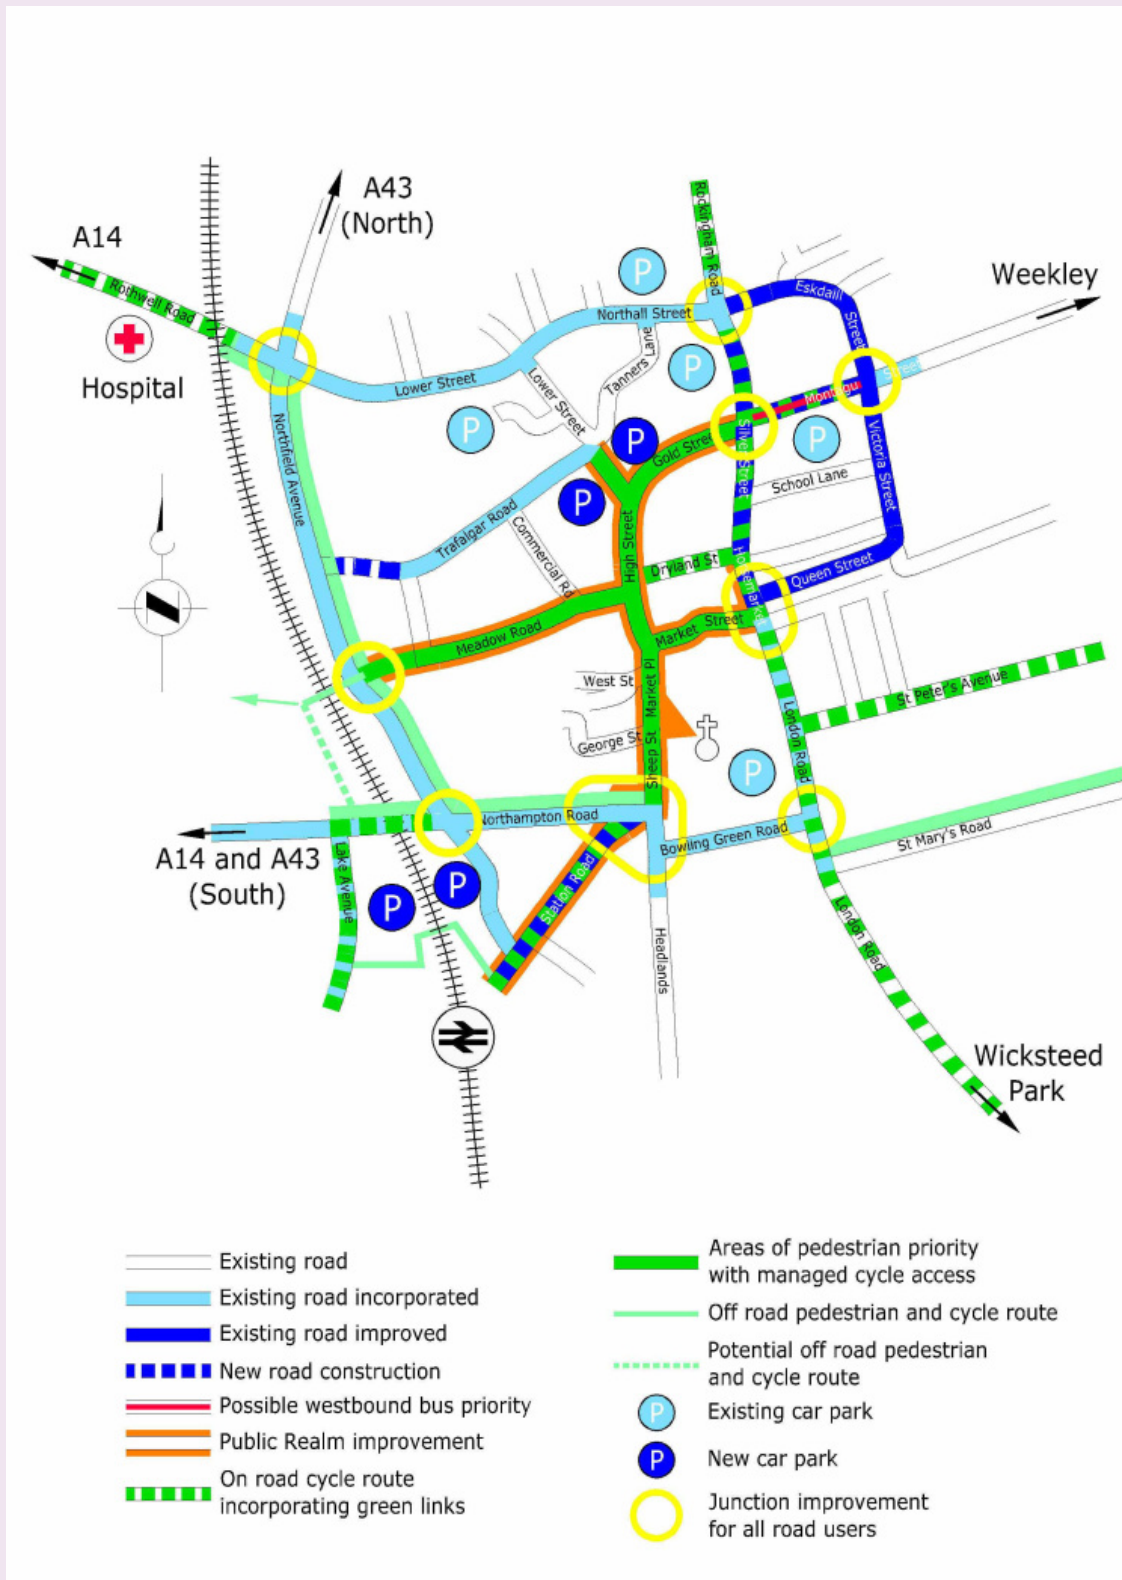 A43
(North)
A14
Rothwell Road
Hospital
Rockingham Road
P
Northall Street
Eskdaill
Street
Weekley
Lower Street
Lower Street
Tanners Lane
P
P
P
P
P
Gold Street
Montagu
Street
Silver Street
Victoria Street
School Lane
Northfield Avenue
Trafalgar Road
Commercial Rd
High Street
Dryland St
Horsemarket
Queen Street
Meadow Road
Market Street
West St
Market Pl
George St
Sheep St
St Peter's Avenue
London Road
P
Northampton Road
Bowling Green Road
St Mary's Road
A14 and A43
(South)
Lake Avenue
P
P
Station Road
Headlands
London Road
Wicksteed
Park
Existing road
Existing road incorporated
Existing road improved
New road construction
Possible westbound bus priority
Public Realm improvement
On road cycle route
incorporating green links
Areas of pedestrian priority
with managed cycle access
Off road pedestrian and cycle route
Potential off road pedestrian
and cycle route
P
Existing car park
P
New car park
Junction improvement
for all road users